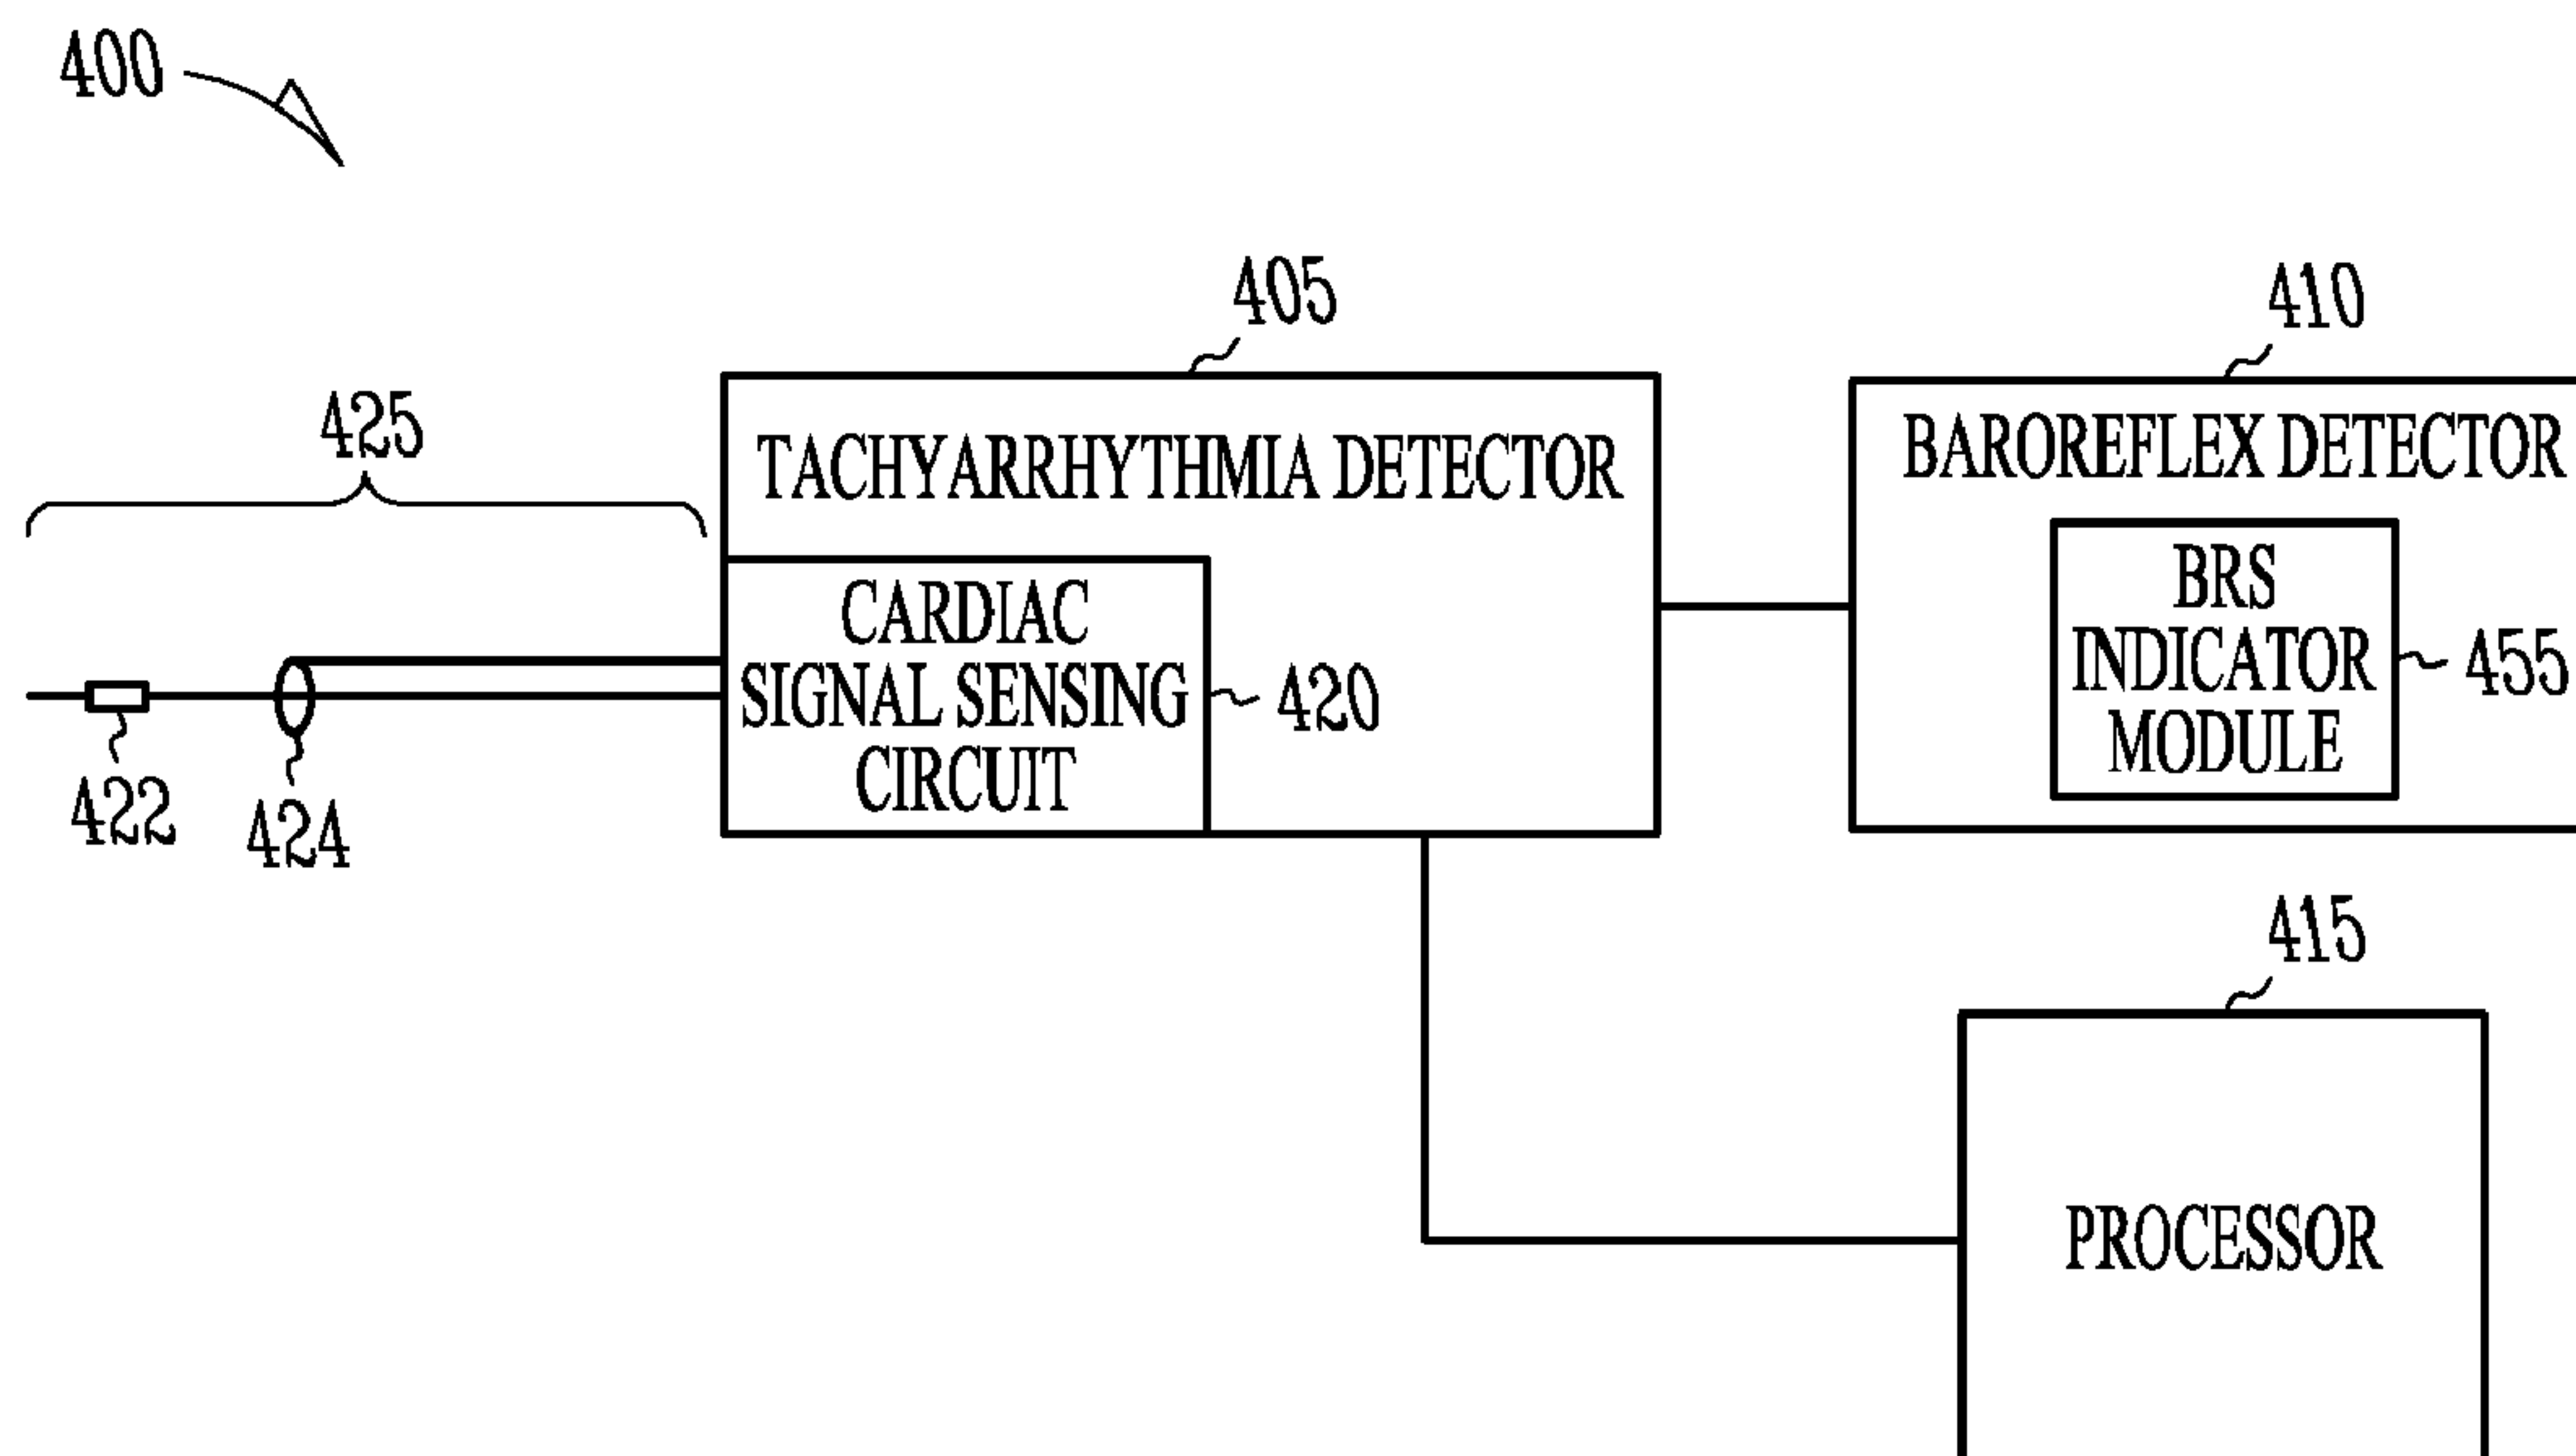 400
405
410
425
TACHYARRHYTHMIA DETECTOR
BAROREFLEX DETECTOR
CARDIAC
SIGNAL SENSING
CIRCUIT
420
BRS
INDICATOR
MODULE
455
422
424
415
PROCESSOR